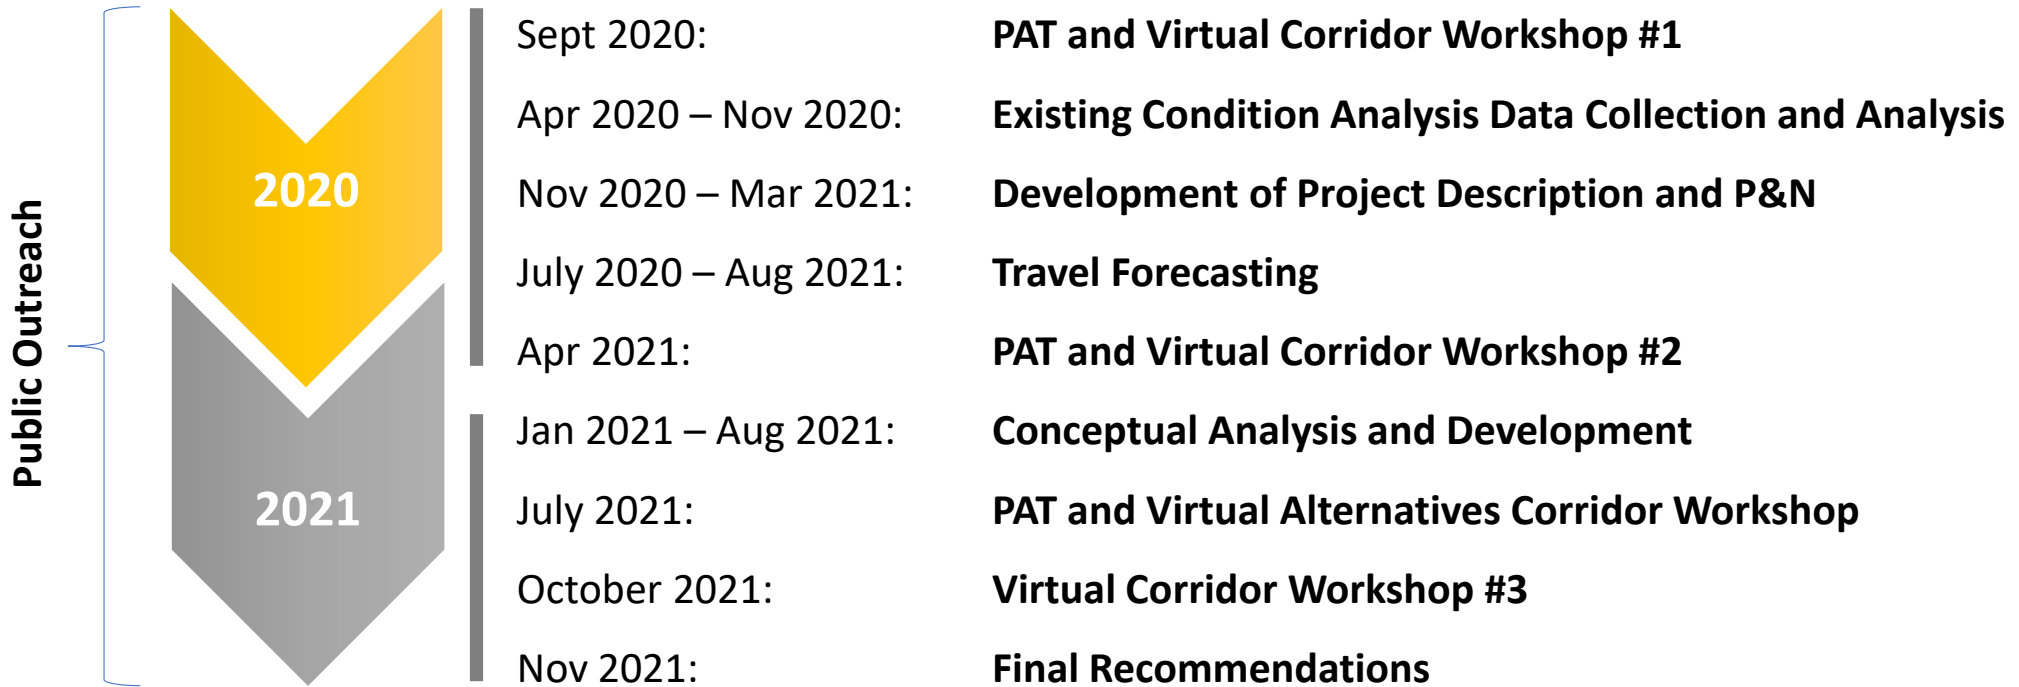 Public Outreach
2020
2021
Sept 2020: PAT and Virtual Corridor Workshop #1
Apr 2020 – Nov 2020: Existing Condition Analysis Data Collection and Analysis
Nov 2020 – Mar 2021: Development of Project Description and P&N
July 2020 – Aug 2021: Travel Forecasting
Apr 2021: PAT and Virtual Corridor Workshop #2
Jan 2021 – Aug 2021: Conceptual Analysis and Development
July 2021: PAT and Virtual Alternatives Corridor Workshop
October 2021: Virtual Corridor Workshop #3
Nov 2021: Final Recommendations